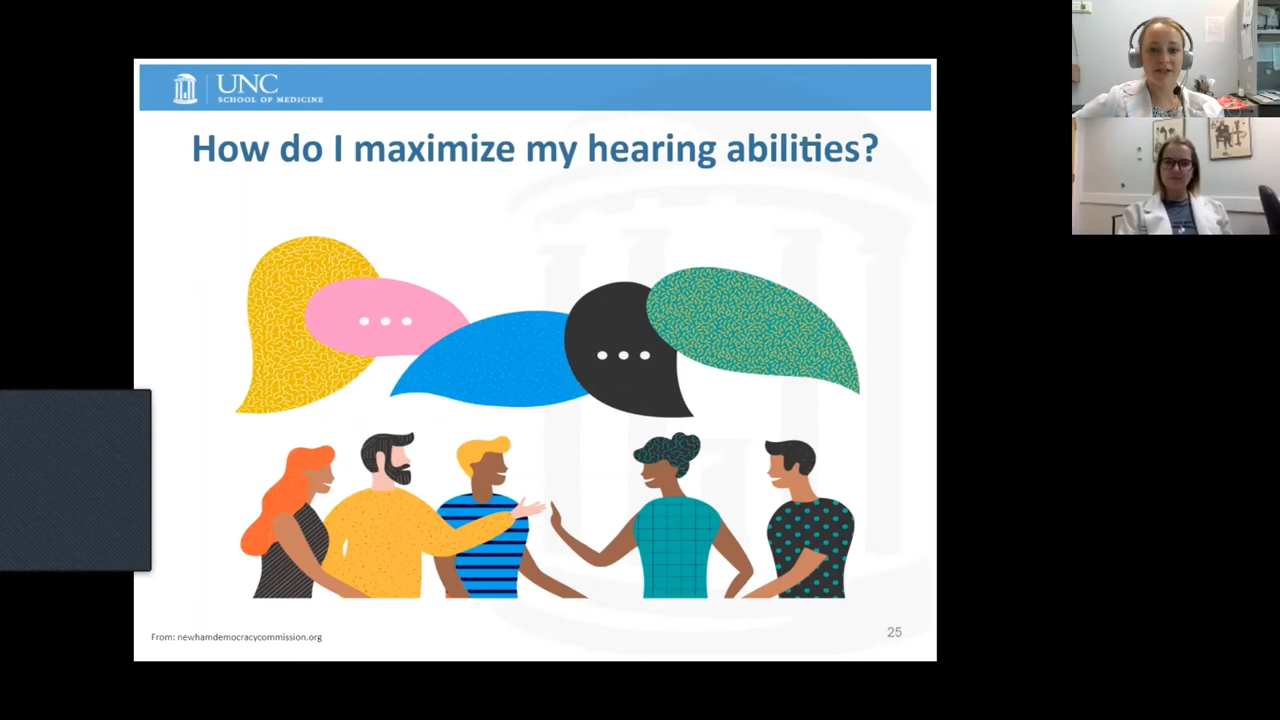 UNC
SCHOOL OF MEDICINE
How do I maximize my hearing abilities?
From: newhamdemocracycommission.org
25